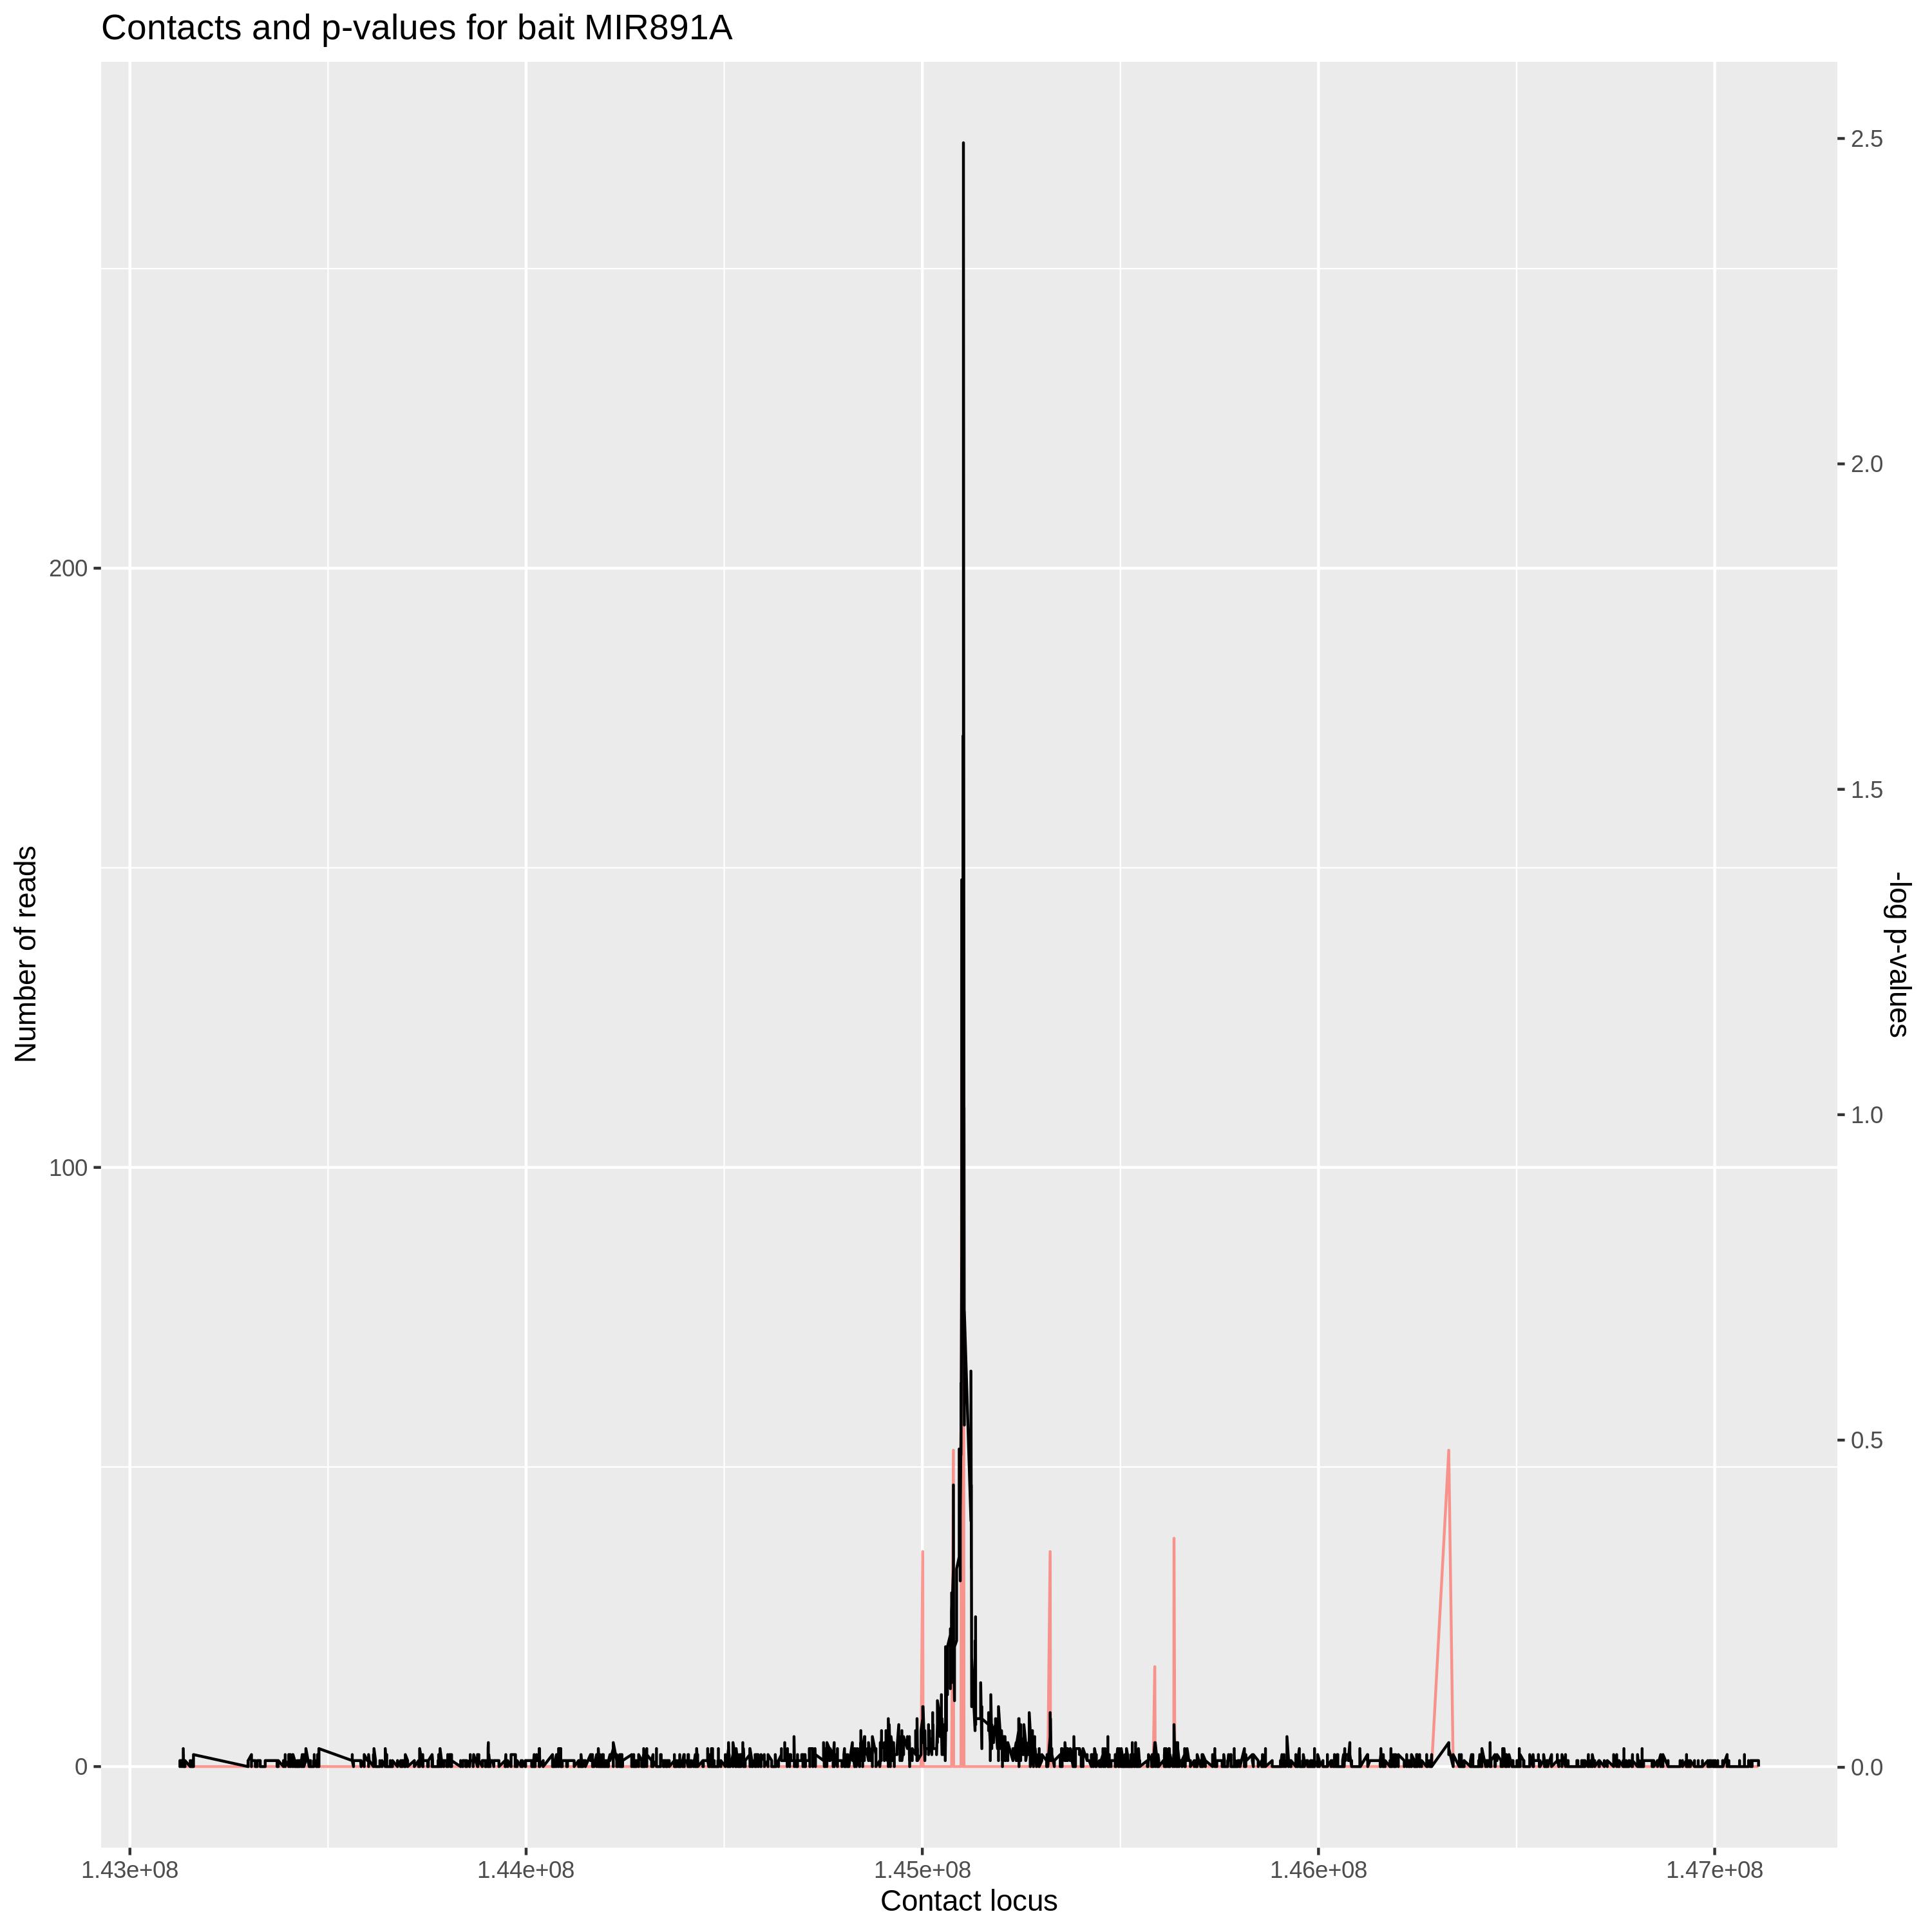 Contacts and p-values for bait MIR891A
Number of reads
200
100
0
2.5
2.0
1.5
1.0
0.5
0.0
-log p-values
1.43e+08 1.44e+08 1.45e+08 1.46e+08 1.47e+08
Contact locus